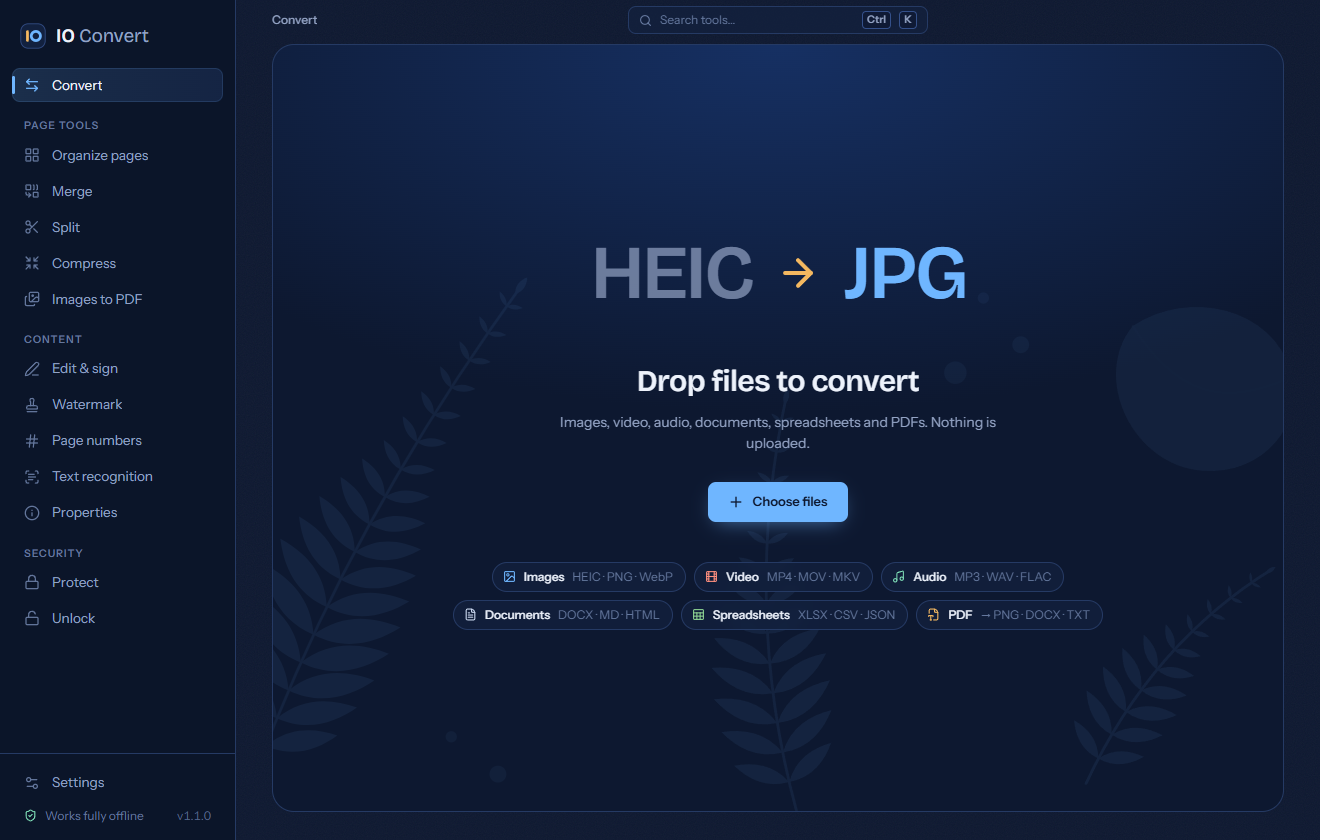 IO Convert
Convert
PAGE TOOLS
Organize pages
Merge
Split
Compress
Images to PDF
CONTENT
Edit & sign
Watermark
Page numbers
Text recognition
Properties
SECURITY
Protect
Unlock
Settings
Works fully offline v1.1.0
Convert
Search tools... Ctrl K
HEIC → JPG
Drop files to convert
Images, video, audio, documents, spreadsheets and PDFs. Nothing is
uploaded.
+ Choose files
Images HEIC·PNG·WebP Video MP4·MOV·MKV Audio MP3·WAV·FLAC
Documents DOCX·MD·HTML Spreadsheets XLSX·CSV·JSON PDF →PNG·DOCX·TXT